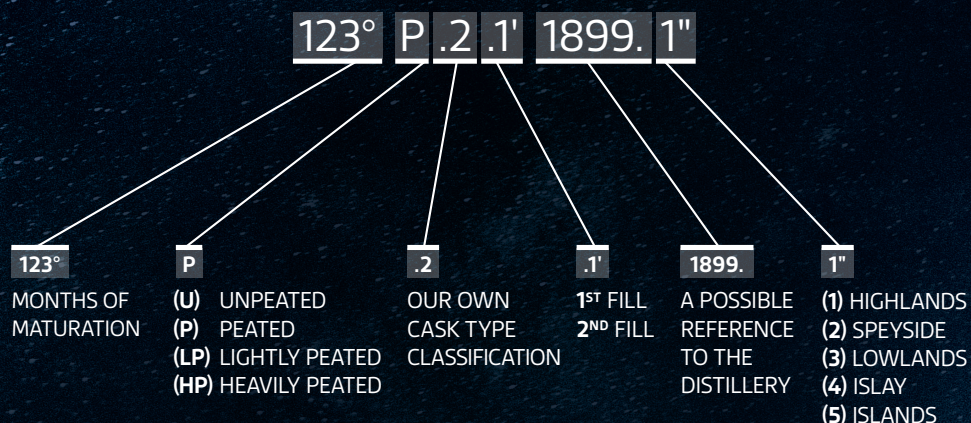 123° P .2 .1' 1899. 1"
123°
MONTHS OF
MATURATION
P
(U) UNPEATED
(P) PEATED
(LP) LIGHTLY PEATED
(HP) HEAVILY PEATED
.2
OUR OWN
CASK TYPE
CLASSIFICATION
.1'
1ST FILL
2ND FILL
1899.
A POSSIBLE
REFERENCE
TO THE
DISTILLERY
1"
(1) HIGHLANDS
(2) SPEYSIDE
(3) LOWLANDS
(4) ISLAY
(5) ISLANDS